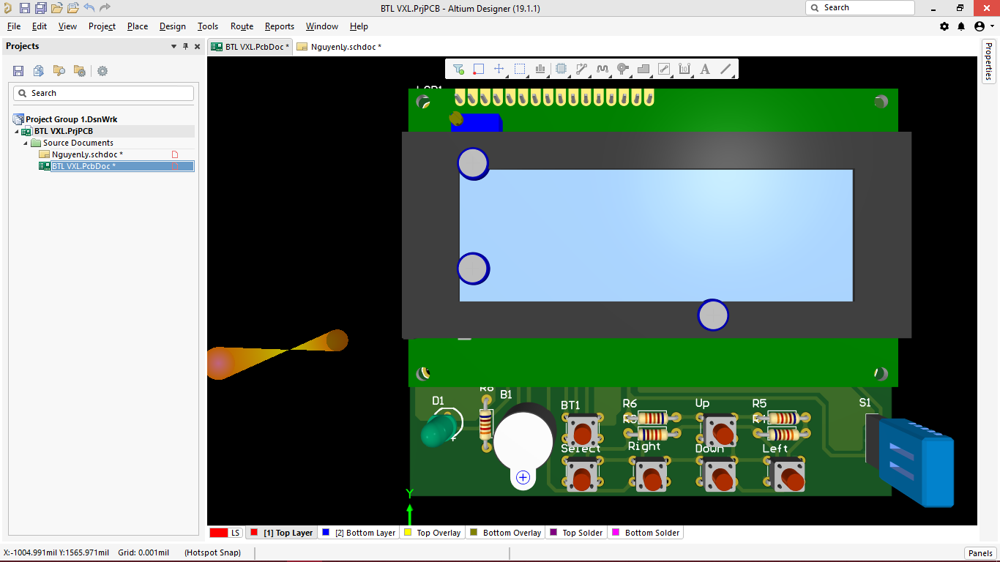 BTL VXL.PrjPCB - Altium Designer (19.1.1)
Search
File Edit View Project Place Design Tools Route Reports Window Help
Projects
BTL VXL.PcbDoc *
NguyenLy.schdoc *
Properties
Search
Project Group 1.DsnWrk
BTL VXL.PrjPCB
Source Documents
NguyenLy.schdoc *
BTL VXL.PcbDoc *
A
D1
B1
BT1
R6
Up
R5
S1
+
Select
Right
Down
Left
Y
LS
[1] Top Layer
[2] Bottom Layer
Top Overlay
Bottom Overlay
Top Solder
Bottom Solder
X:-1004.991mil Y:1565.971mil Grid: 0.001mil (Hotspot Snap)
Panels